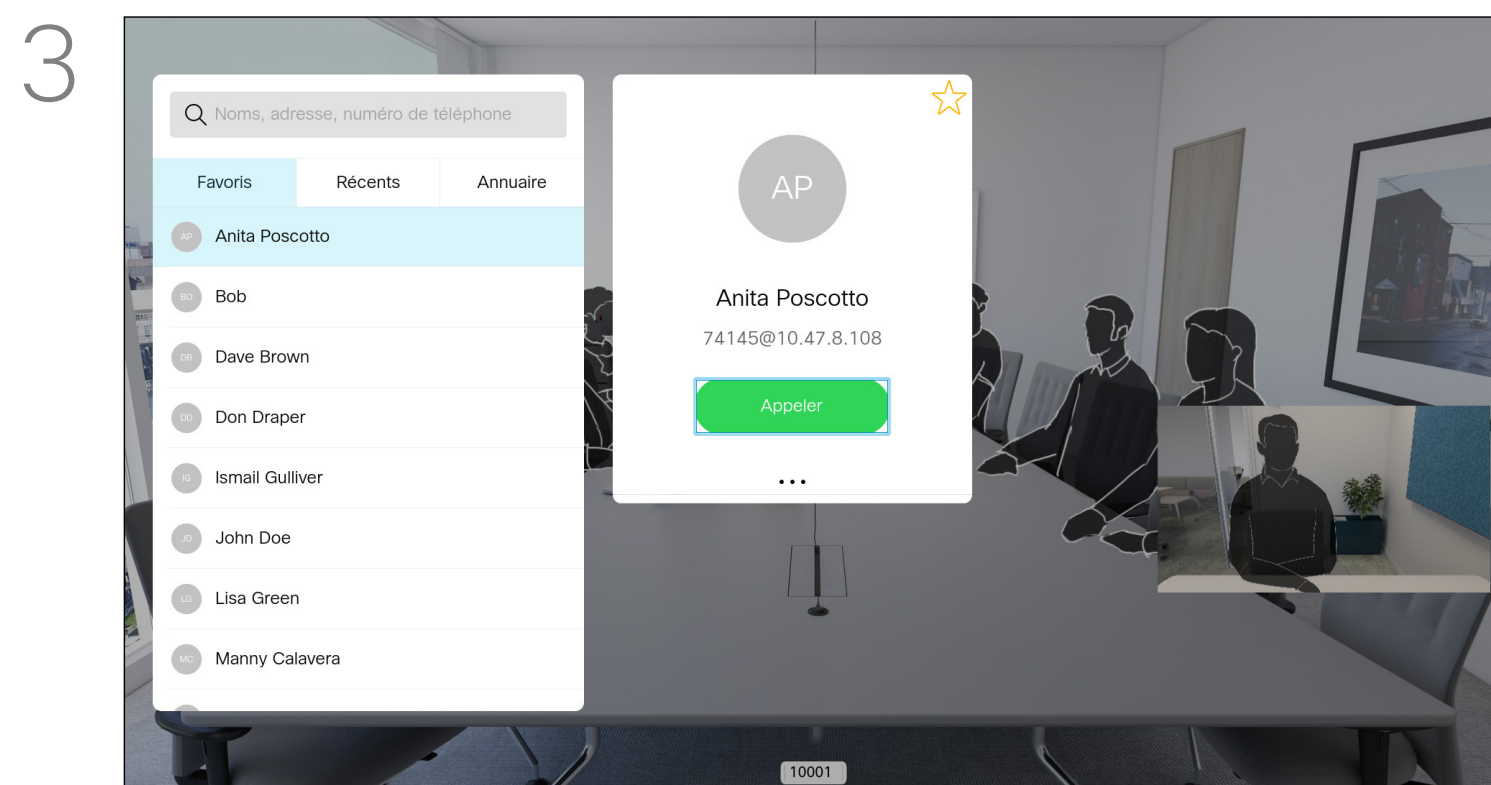 3
Noms, adresse, numéro de téléphone
Favoris Récents Annuaire
AP Anita Poscotto
BO Bob
DB Dave Brown
DD Don Draper
IG Ismail Gulliver
JD John Doe
LG Lisa Green
MC Manny Calavera
AP
Anita Poscotto
74145@10.47.8.108
Appeler
10001